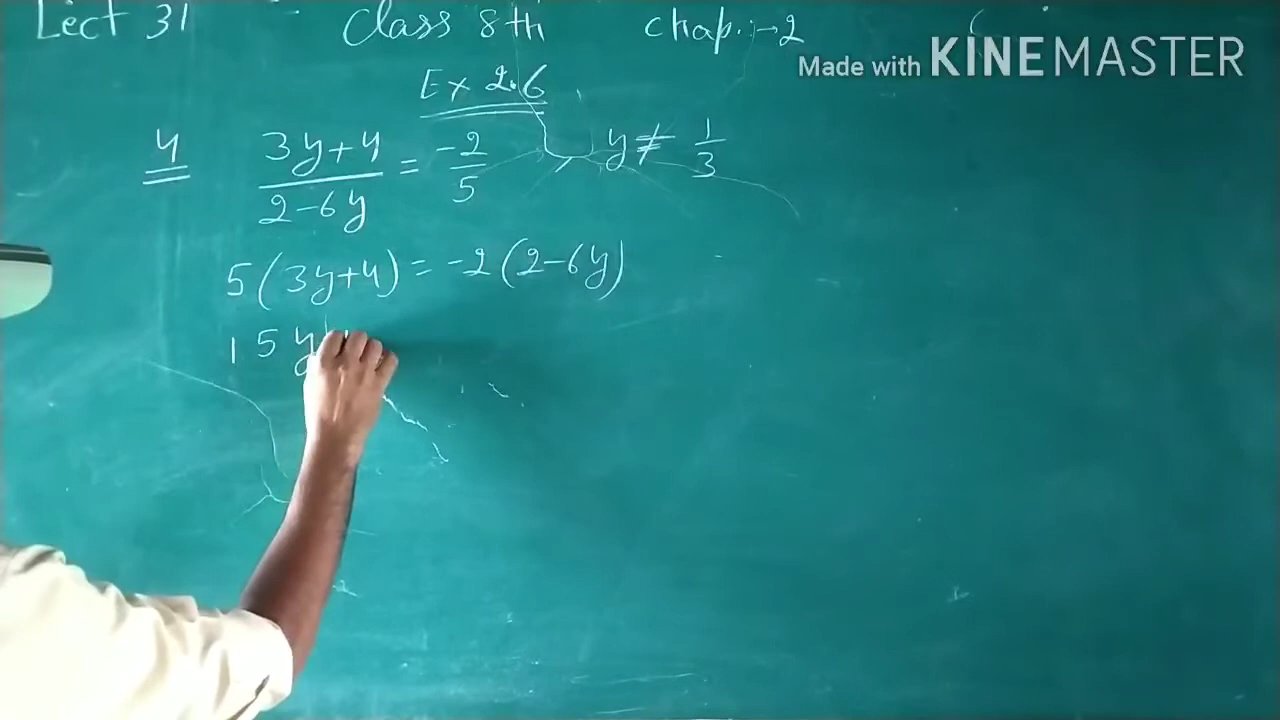 Lect 31 Class 8th Chap.:-2 (
Made with KINEMASTER
Ex 2.6
4 3y+4/2-6y = -2/5 y ≠ 1/3
5(3y+4) = -2(2-6y)
15y